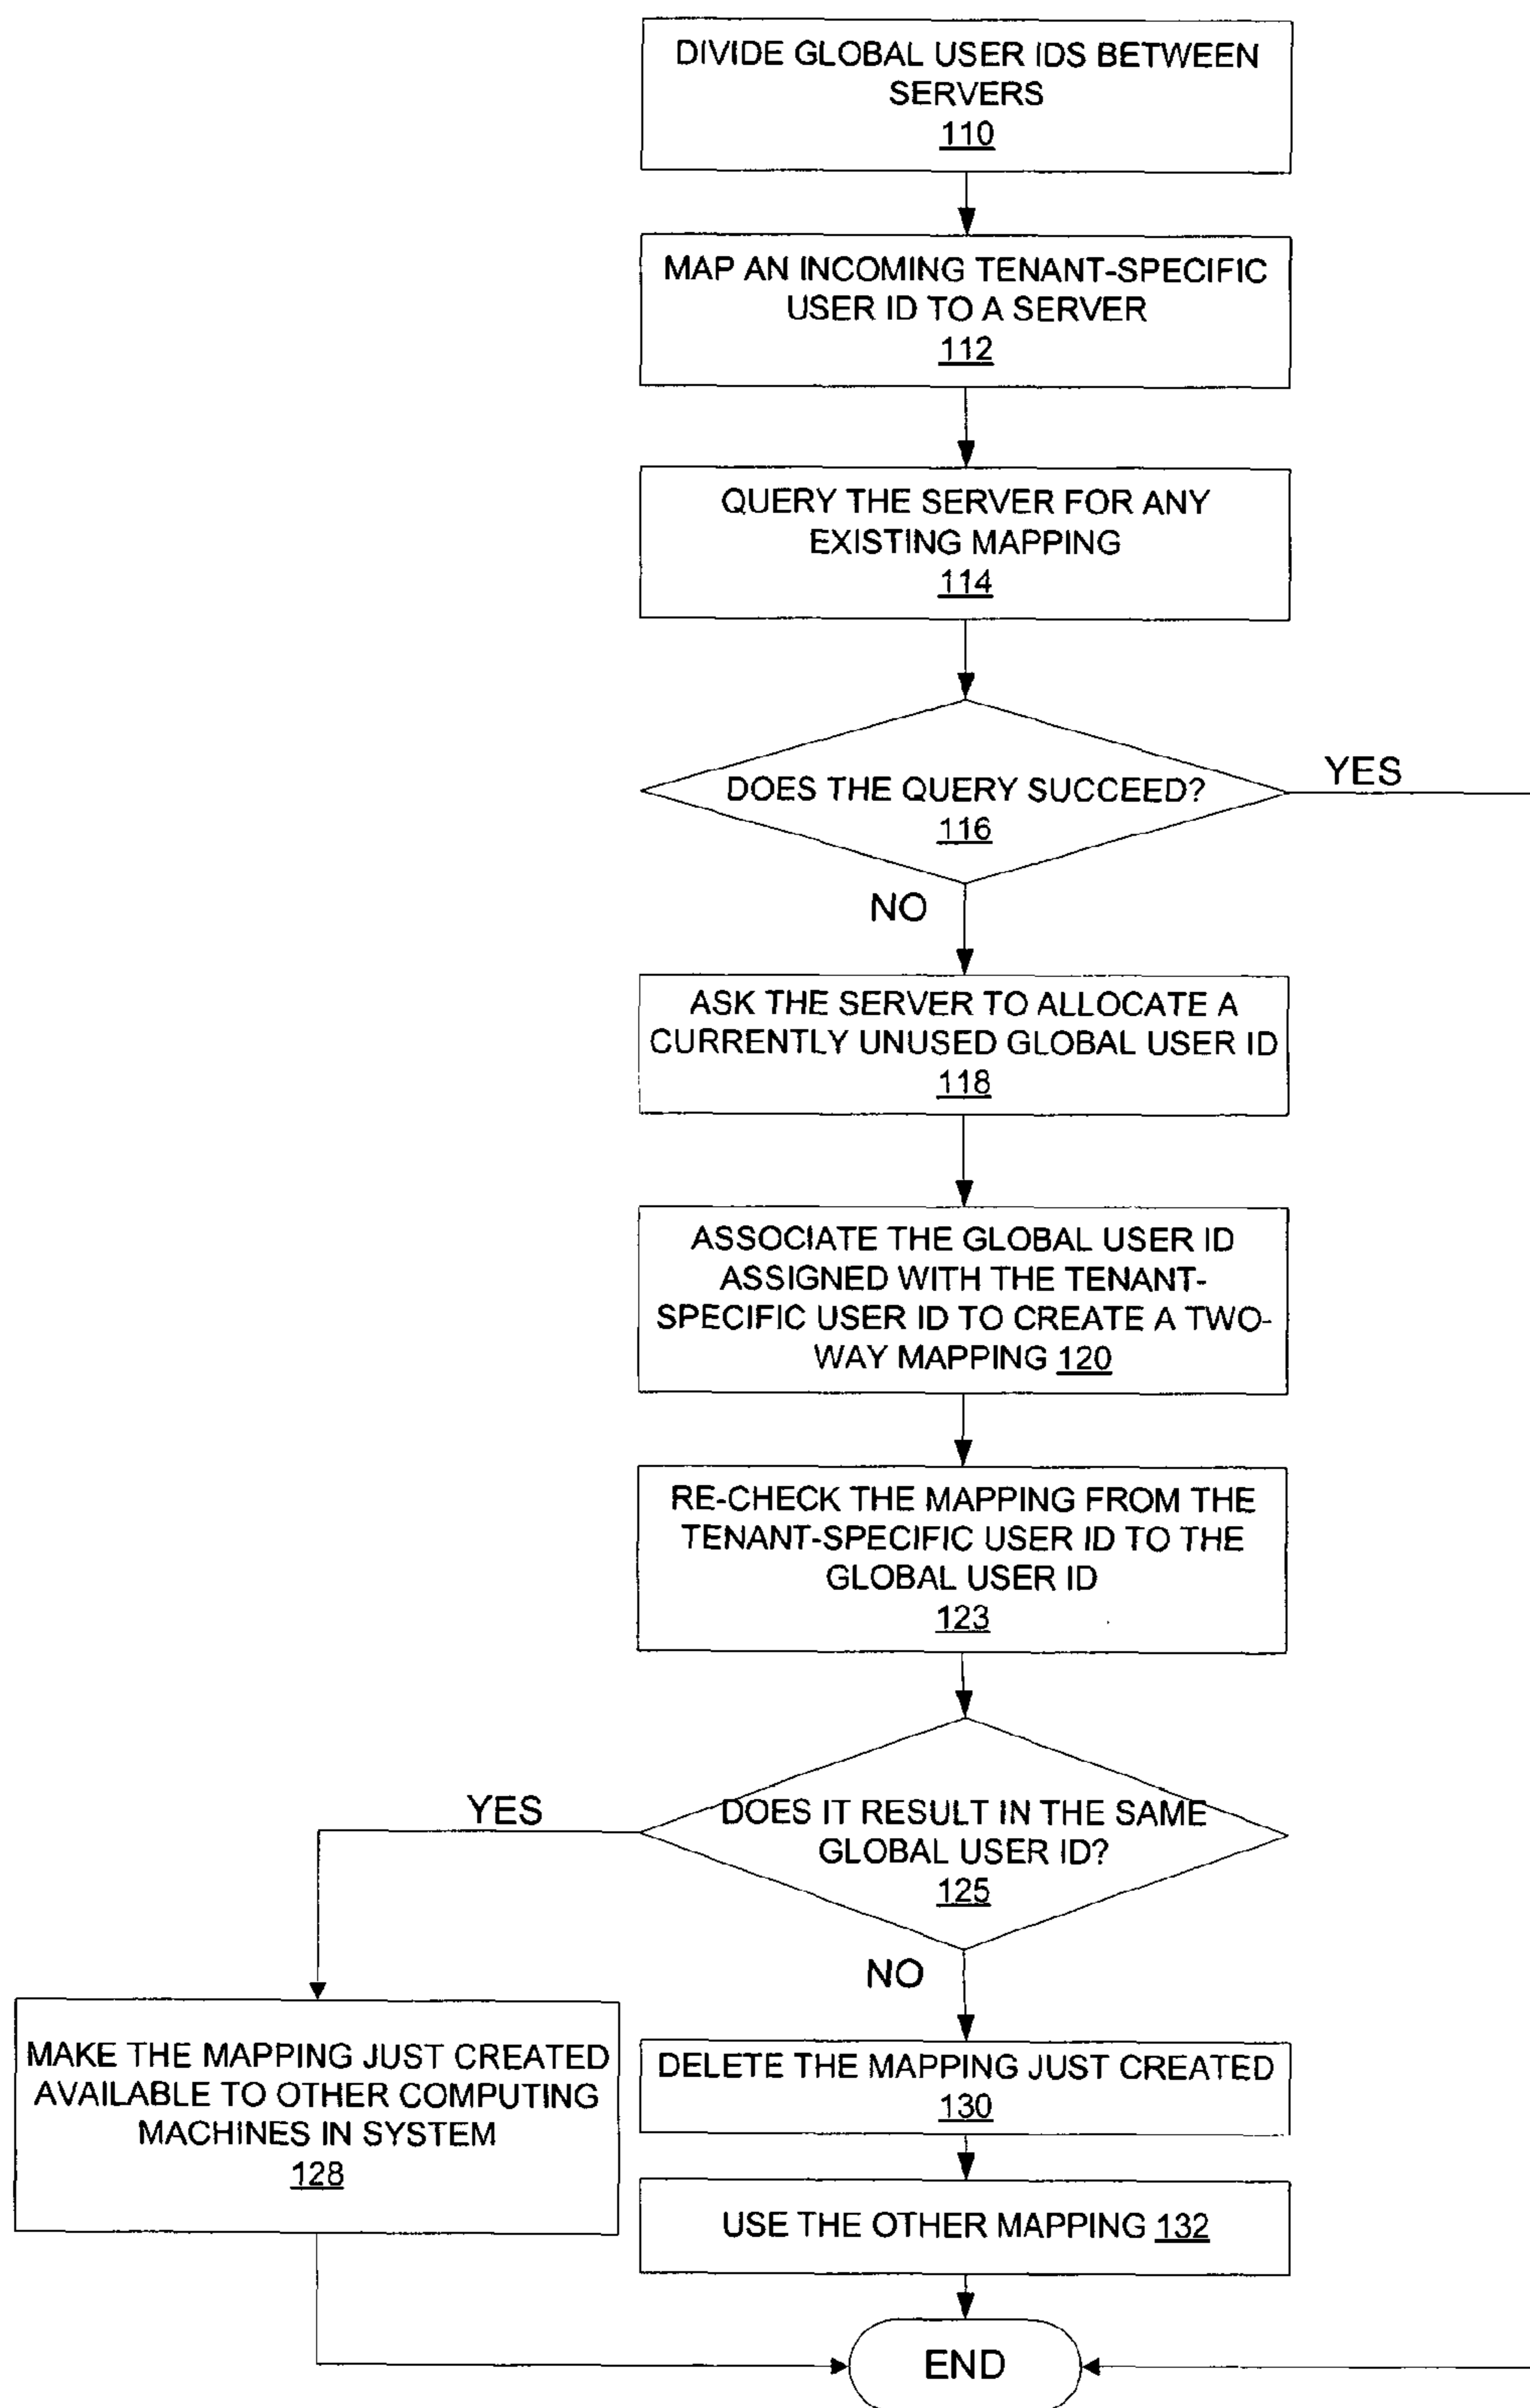 DIVIDE GLOBAL USER IDS BETWEEN
SERVERS
110
MAP AN INCOMING TENANT-SPECIFIC
USER ID TO A SERVER
112
QUERY THE SERVER FOR ANY
EXISTING MAPPING
114
DOES THE QUERY SUCCEED?
116
YES
NO
ASK THE SERVER TO ALLOCATE A
CURRENTLY UNUSED GLOBAL USER ID
118
ASSOCIATE THE GLOBAL USER ID
ASSIGNED WITH THE TENANT-
SPECIFIC USER ID TO CREATE A TWO-
WAY MAPPING 120
RE-CHECK THE MAPPING FROM THE
TENANT-SPECIFIC USER ID TO THE
GLOBAL USER ID
123
DOES IT RESULT IN THE SAME
GLOBAL USER ID?
125
YES
NO
MAKE THE MAPPING JUST CREATED
AVAILABLE TO OTHER COMPUTING
MACHINES IN SYSTEM
128
DELETE THE MAPPING JUST CREATED
130
USE THE OTHER MAPPING 132
END